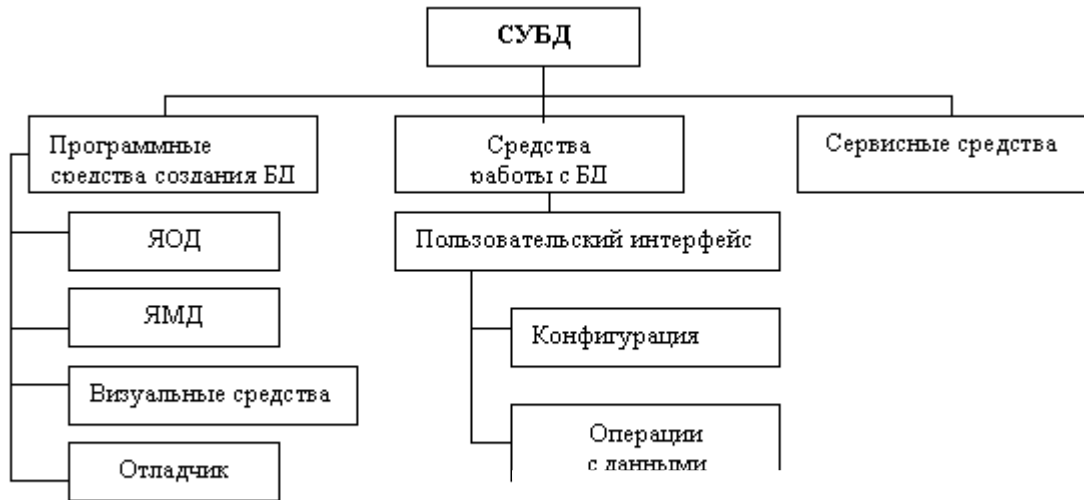 СУБД
Программные
средства создания БД
Средства
работы с БД
Сервисные средства
ЯОД
ЯМД
Визуальные средства
Отладчик
Пользовательский интерфейс
Конфигурация
Операции
с данными